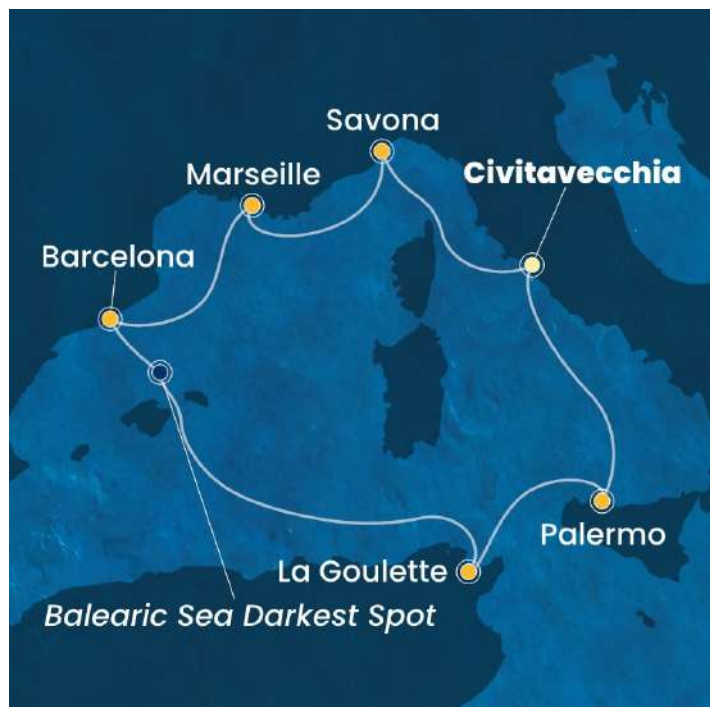 Savona
Marseille
Civitavecchia
Barcelona
Palermo
La Goulette
Balearic Sea Darkest Spot